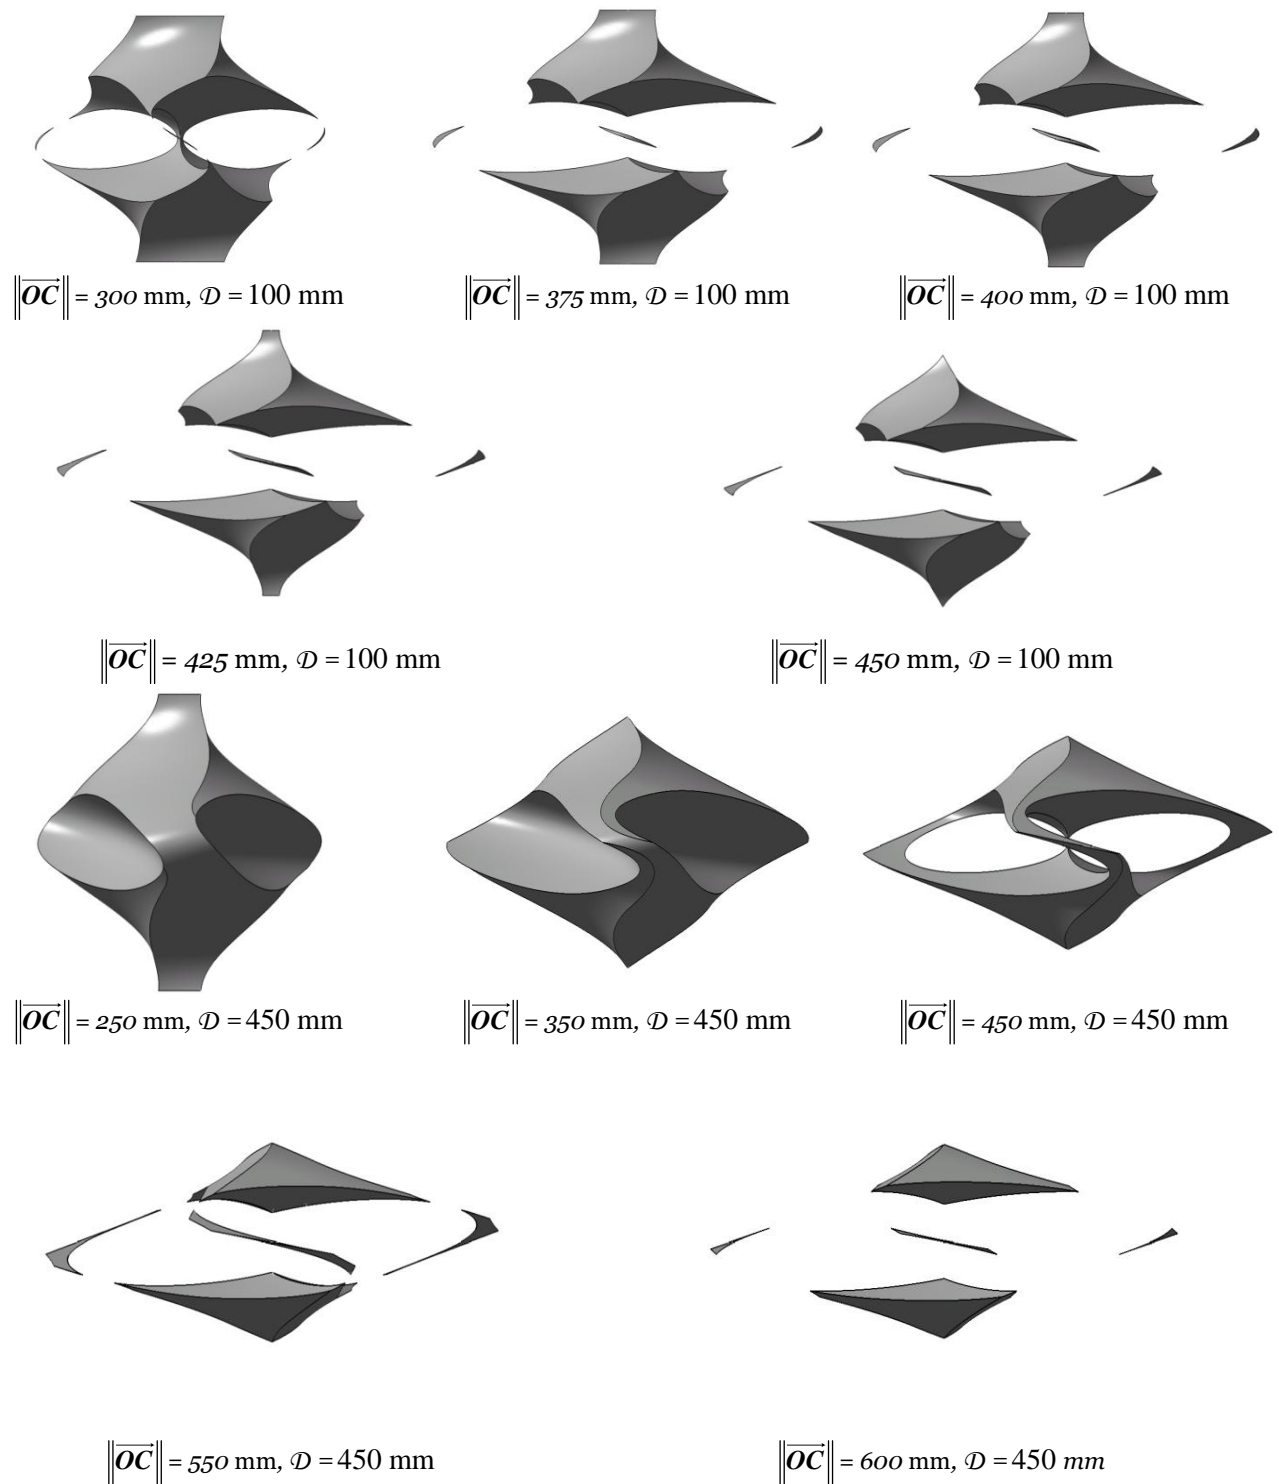 ‖OC‖ = 300 mm, 𝒟 = 100 mm ‖OC‖ = 375 mm, 𝒟 = 100 mm ‖OC‖ = 400 mm, 𝒟 = 100 mm
‖OC‖ = 425 mm, 𝒟 = 100 mm ‖OC‖ = 450 mm, 𝒟 = 100 mm
‖OC‖ = 250 mm, 𝒟 = 450 mm ‖OC‖ = 350 mm, 𝒟 = 450 mm ‖OC‖ = 450 mm, 𝒟 = 450 mm
‖OC‖ = 550 mm, 𝒟 = 450 mm ‖OC‖ = 600 mm, 𝒟 = 450 mm